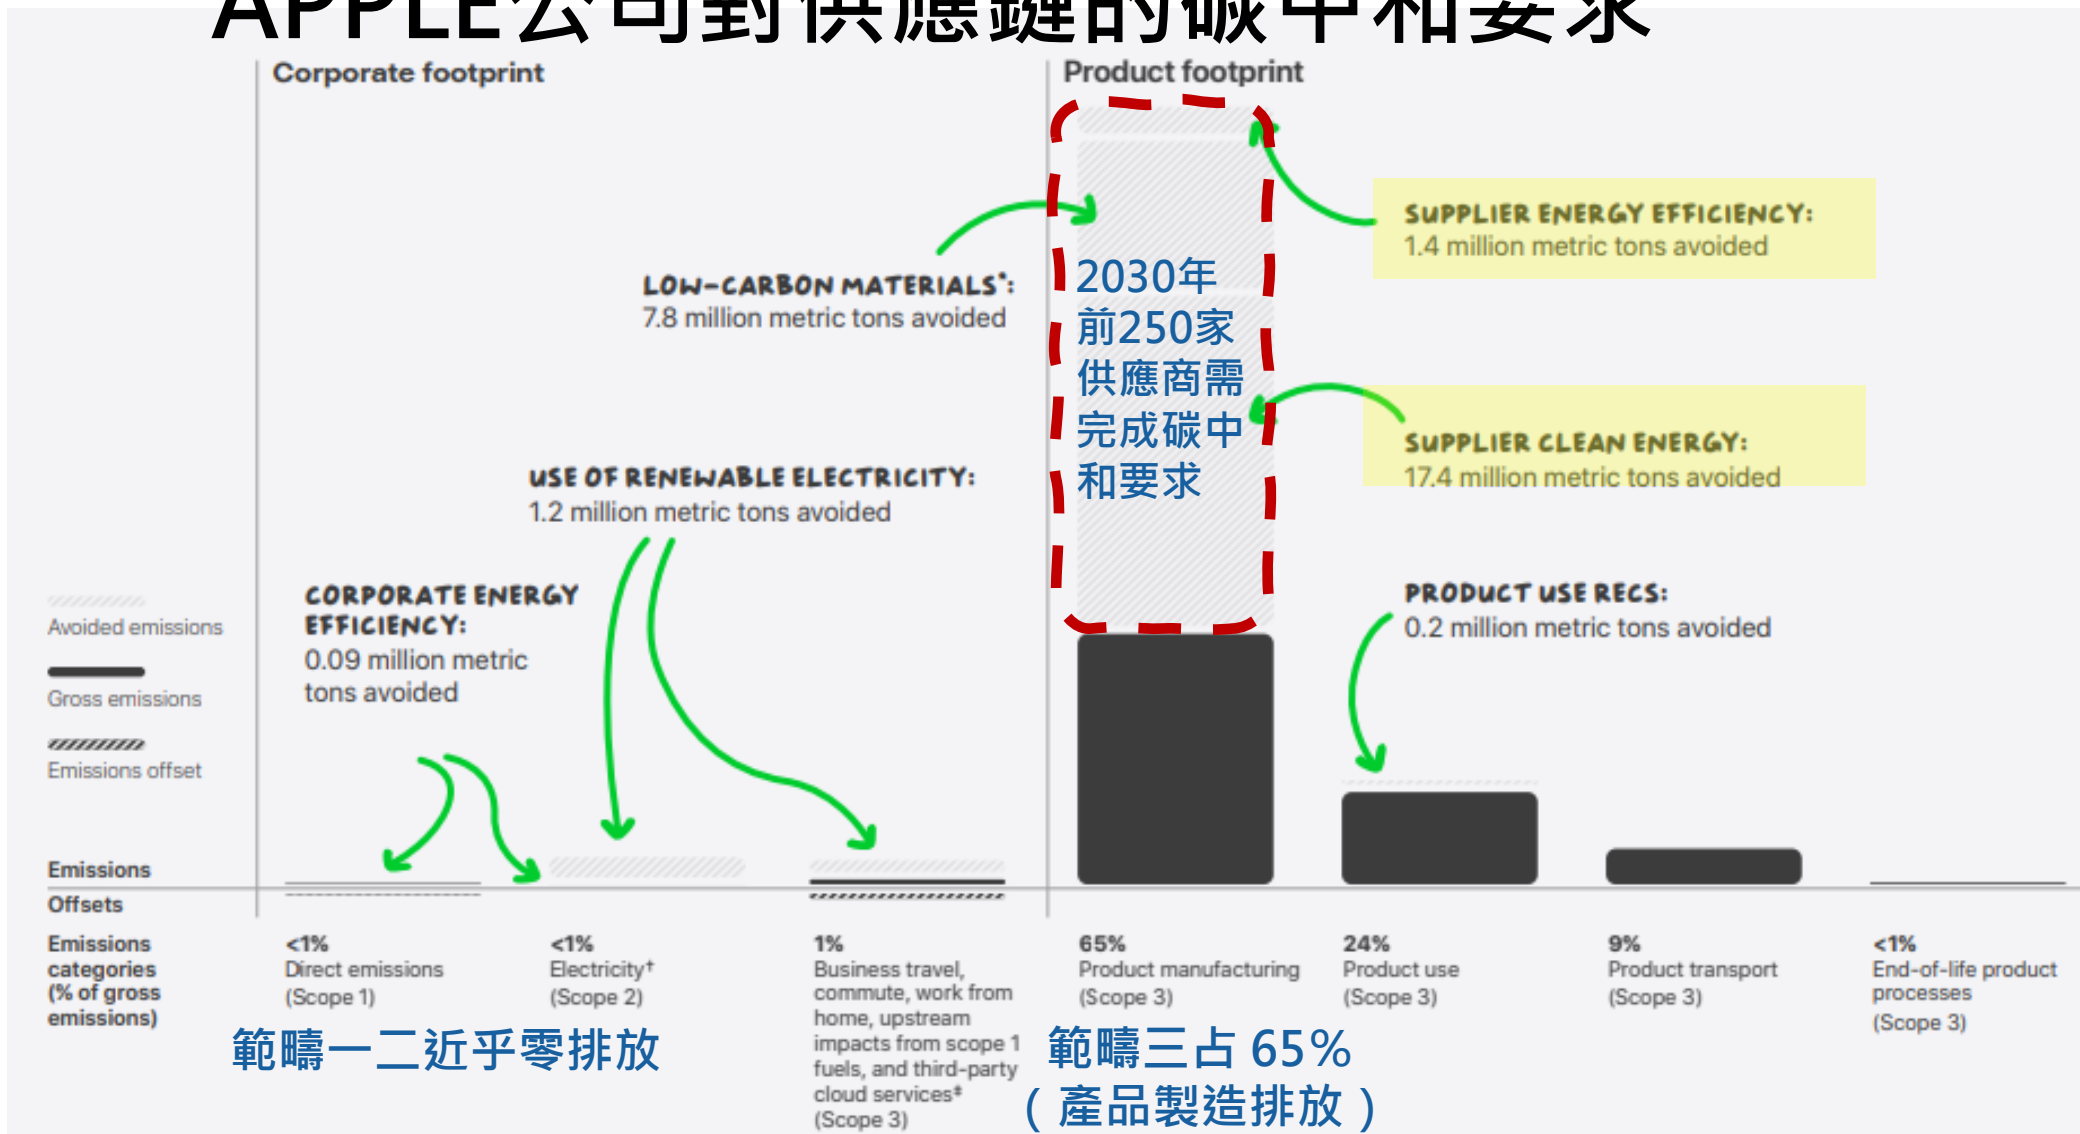 APPLE公司對供應鏈的碳中和要求
Corporate footprint
Product footprint
SUPPLIER ENERGY EFFICIENCY:
1.4 million metric tons avoided
LOW-CARBON MATERIALS*:
7.8 million metric tons avoided
2030年
前250家
供應商需
完成碳中
和要求
SUPPLIER CLEAN ENERGY:
17.4 million metric tons avoided
USE OF RENEWABLE ELECTRICITY:
1.2 million metric tons avoided
CORPORATE ENERGY
EFFICIENCY:
0.09 million metric
tons avoided
PRODUCT USE RECS:
0.2 million metric tons avoided
Avoided emissions
Gross emissions
Emissions offset
Emissions
Offsets
Emissions
categories
(% of gross
emissions)
<1%
Direct emissions
(Scope 1)
<1%
Electricity†
(Scope 2)
1%
Business travel,
commute, work from
home, upstream
impacts from scope 1
fuels, and third-party
cloud services‡
(Scope 3)
65%
Product manufacturing
(Scope 3)
24%
Product use
(Scope 3)
9%
Product transport
(Scope 3)
<1%
End-of-life product
processes
(Scope 3)
範疇一二近乎零排放
範疇三占 65%
（產品製造排放）